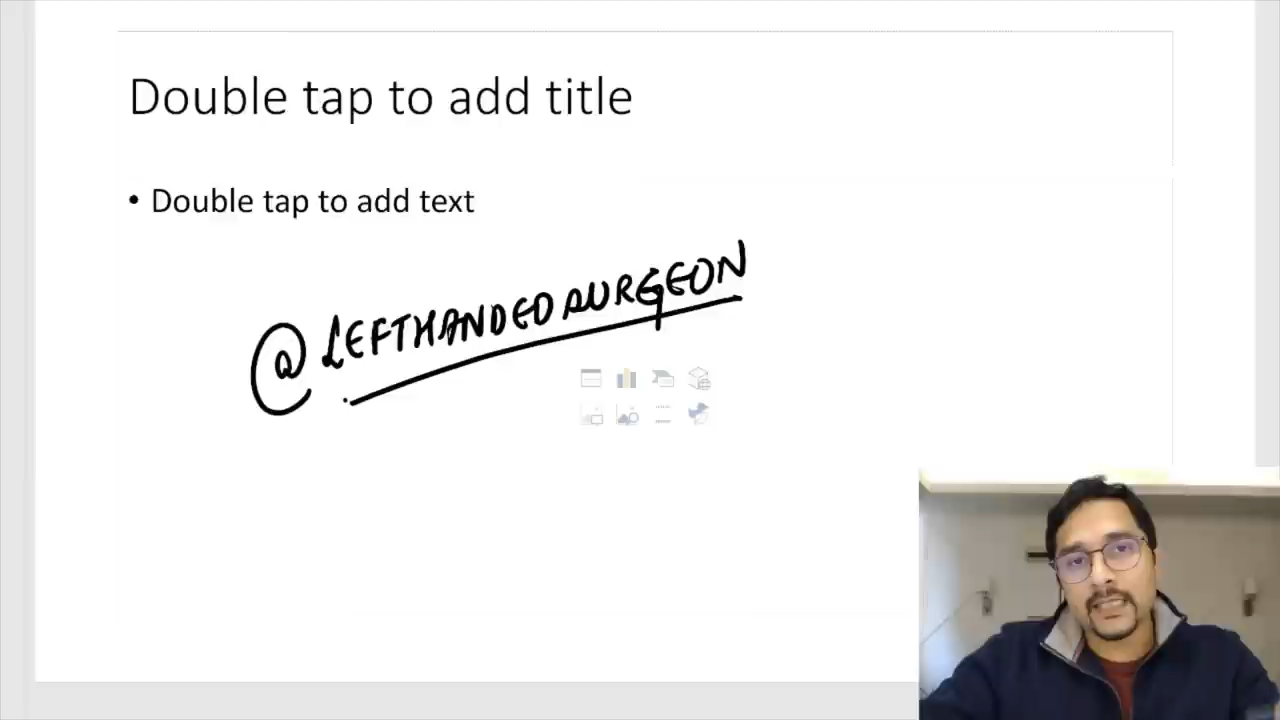 Double tap to add title
• Double tap to add text
@LEFTHANDEDSURGEON